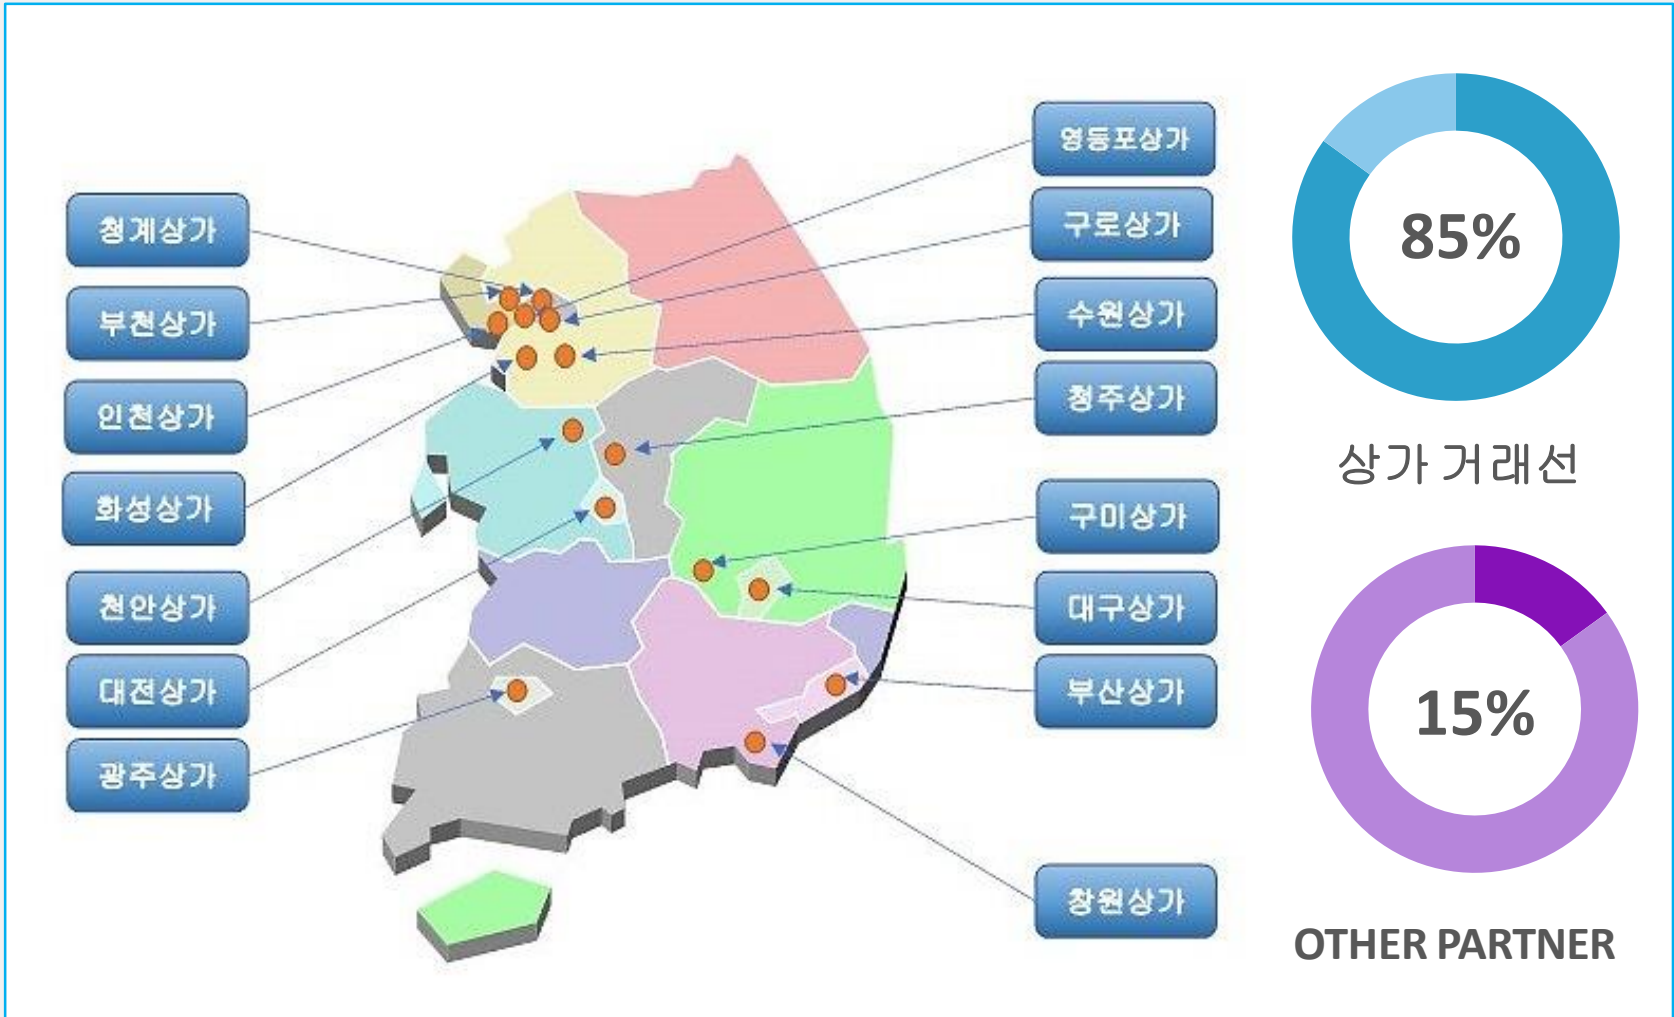 청계상가
부천상가
인천상가
화성상가
천안상가
대전상가
광주상가
영등포상가
구로상가
수원상가
청주상가
구미상가
대구상가
부산상가
창원상가
85%
상가 거래선
15%
OTHER PARTNER